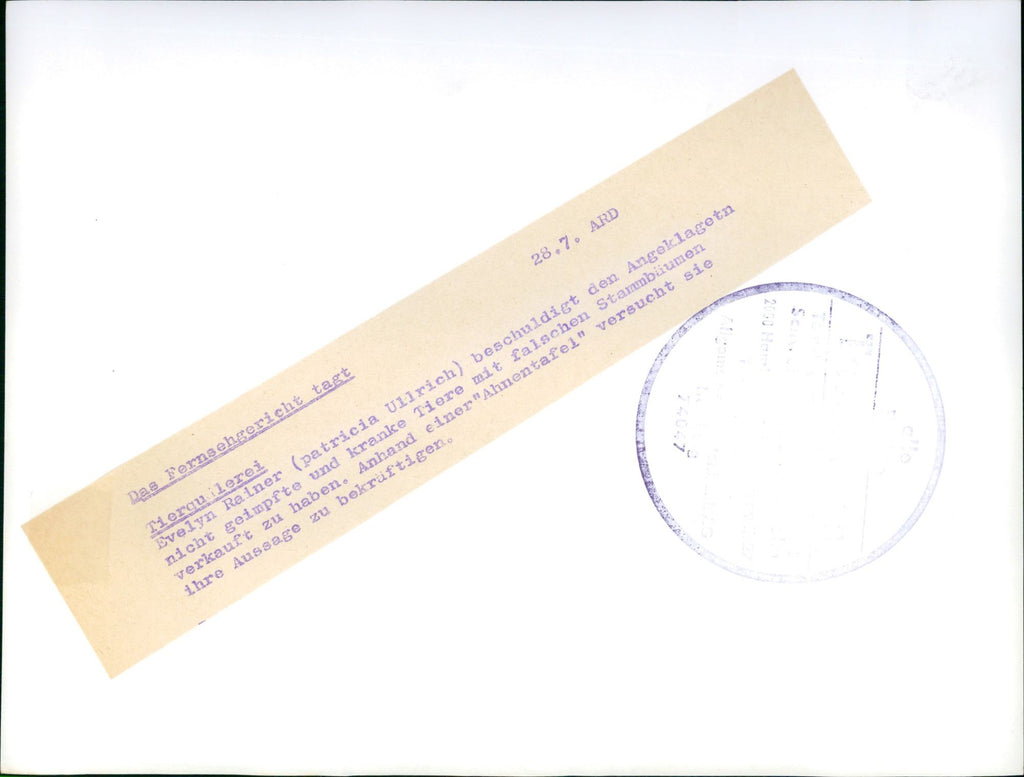 28.7. ARD
Das Fernsehgericht tagt
Tierquälerei
Evelyn Rainer (patricia Ullrich) beschuldigt den Angeklagetn
nicht geimpfte und kranke Tiere mit falschen Stammbäumen
verkauft zu haben. Anhand einer"Ahnentafel" versucht sie
ihre Aussage zu bekräftigen.
74047